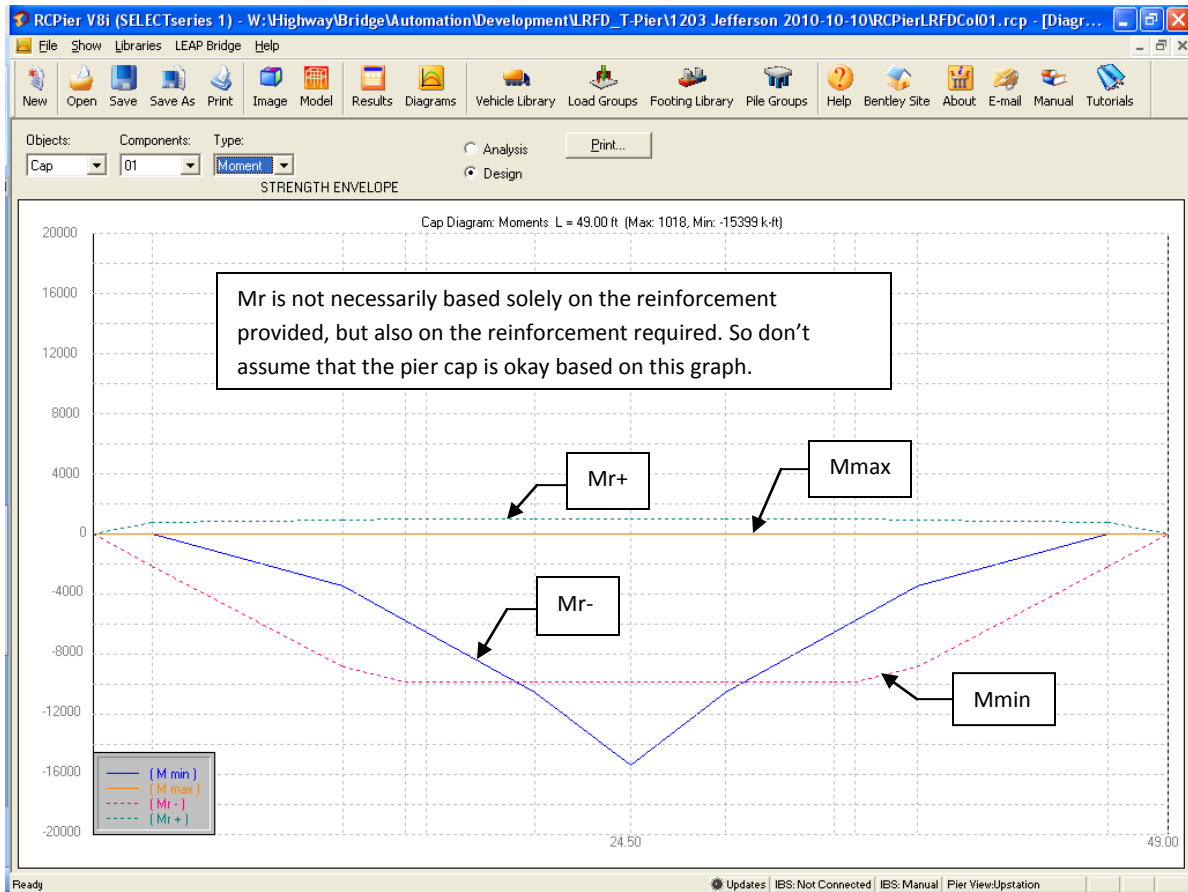 RCPier V8i (SELECTseries 1) - W:\Highway\Bridge\Automation\Development\LRFD_T-Pier\1203 Jefferson 2010-10-10\RCPierLRFDCol01.rcp - [Diagr...
File Show Libraries LEAP Bridge Help
New Open Save Save As Print Image Model Results Diagrams Vehicle Library Load Groups Footing Library Pile Groups Help Bentley Site About E-mail Manual Tutorials
Objects: Components: Type:
Analysis
Print...
Cap 01 Moment
Design
STRENGTH ENVELOPE
Cap Diagram: Moments L = 49.00 ft (Max: 1018, Min: -15399 k-ft)
20000
16000
Mr is not necessarily based solely on the reinforcement
provided, but also on the reinforcement required. So don’t
assume that the pier cap is okay based on this graph.
12000
8000
4000
Mr+
Mmax
0
-4000
Mr-
-8000
Mmin
-12000
-16000
( M min )
( M max )
( Mr - )
( Mr + )
-20000
24.50
49.00
Ready
Updates IBS: Not Connected IBS: Manual Pier View:Upstation